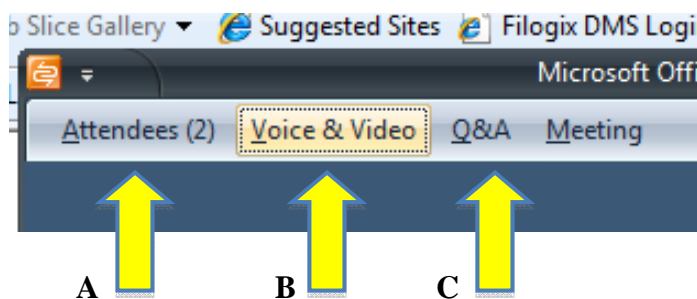 b Slice Gallery Suggested Sites Filogix DMS Logi
Microsoft Offi
Attendees (2) Voice & Video Q&A Meeting
A B C